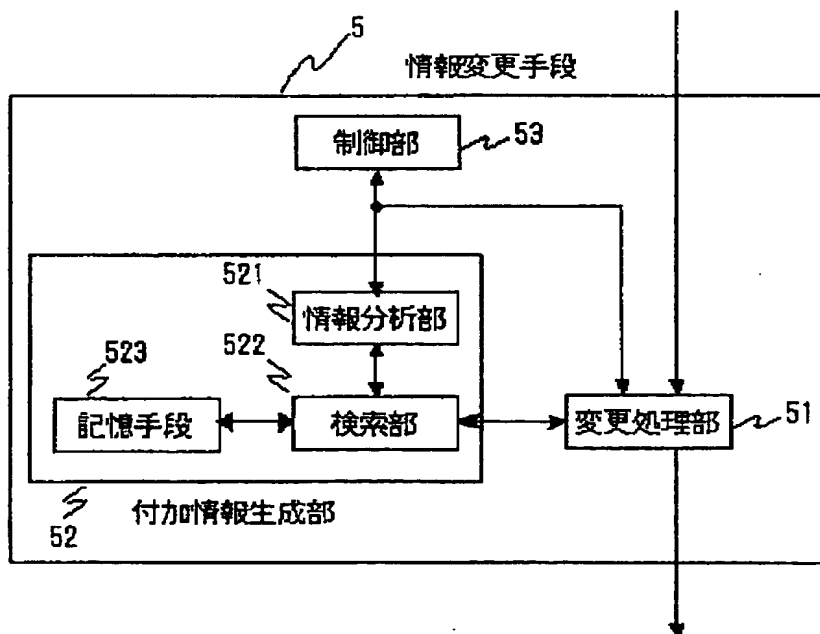 5
情報変更手段
制御部
53
521
情報分析部
522
523
記憶手段
検索部
変更処理部
51
付加情報生成部
52